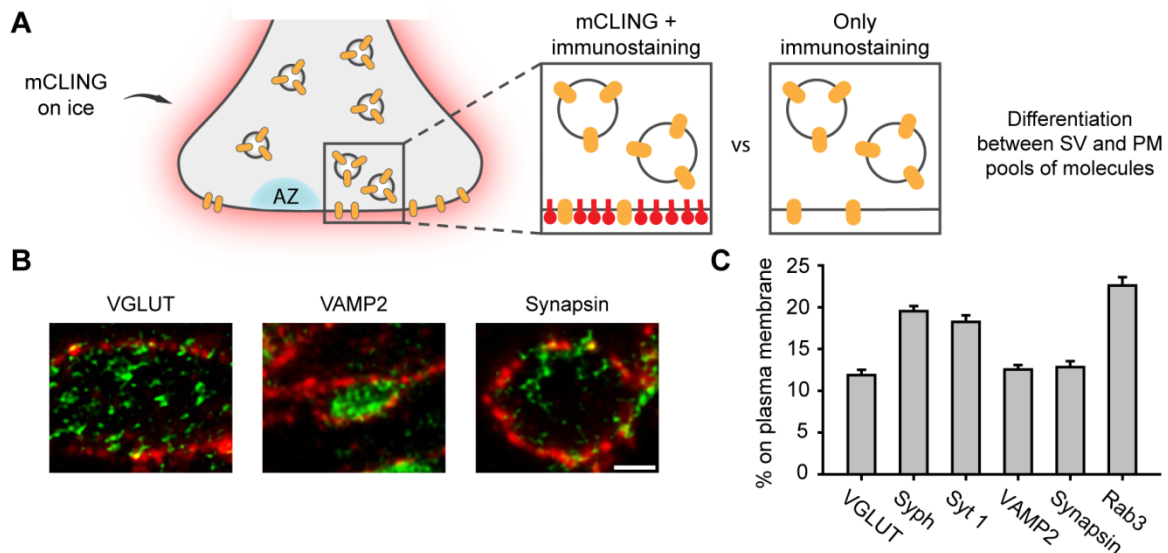 A
mCLING
on ice
AZ
mCLING +
immunostaining
vs
Only
immunostaining
Differentiation
between SV and PM
pools of molecules
B
VGLUT
VAMP2
Synapsin
C
% on plasma membrane
25
20
15
10
5
0
VGLUT
Syph
Syt 1
VAMP2
Synapsin
Rab3